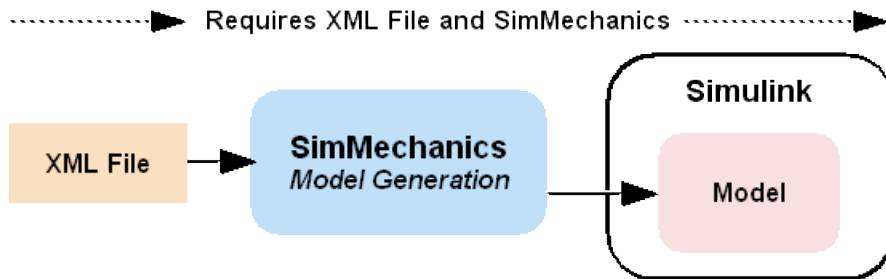 Requires XML File and SimMechanics
Simulink
XML File
SimMechanics
Model Generation
Model